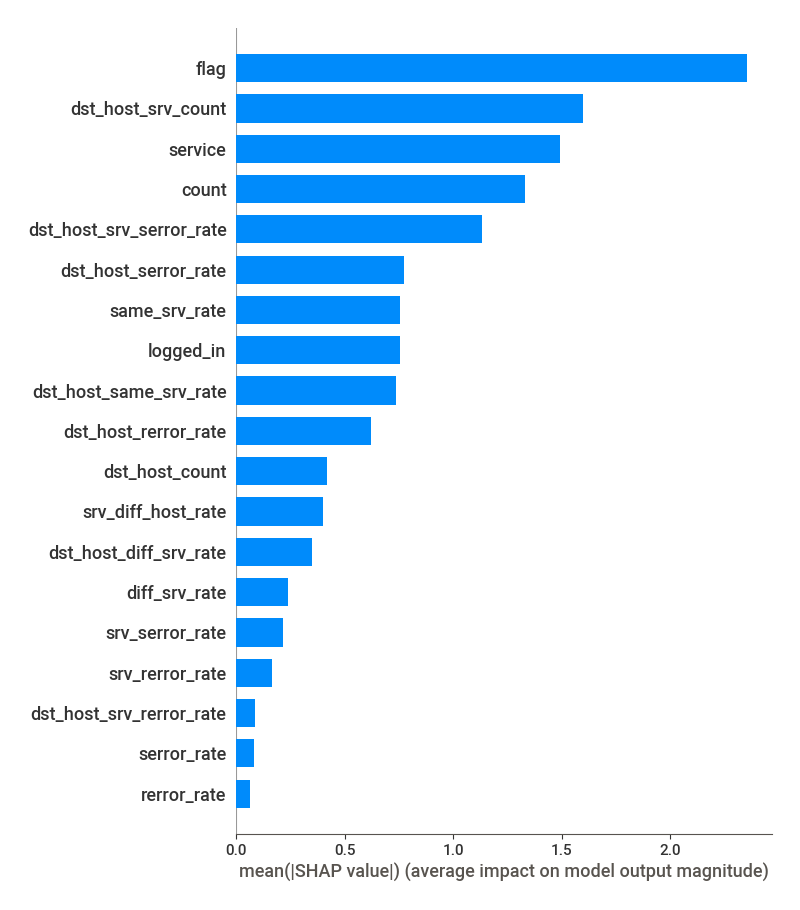 flag
dst_host_srv_count
service
count
dst_host_srv_serror_rate
dst_host_serror_rate
same_srv_rate
logged_in
dst_host_same_srv_rate
dst_host_rerror_rate
dst_host_count
srv_diff_host_rate
dst_host_diff_srv_rate
diff_srv_rate
srv_serror_rate
srv_rerror_rate
dst_host_srv_rerror_rate
serror_rate
rerror_rate
0.0 0.5 1.0 1.5 2.0
mean(|SHAP value|) (average impact on model output magnitude)